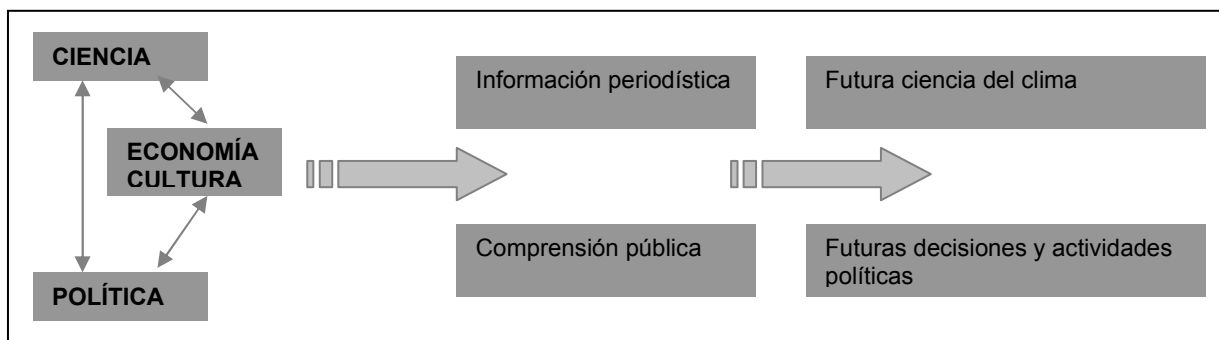 CIENCIA
ECONOMÍA
CULTURA
POLÍTICA
Información periodística
Comprensión pública
Futura ciencia del clima
Futuras decisiones y actividades
políticas